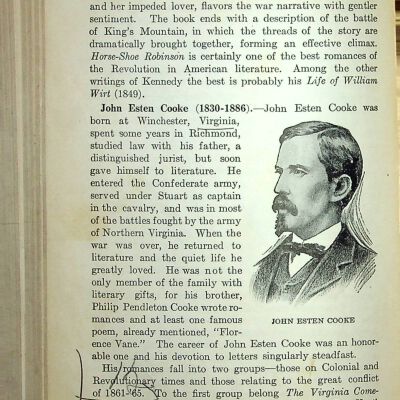 and her impeded lover, flavors the war narrative with gentler
sentiment. The book ends with a description of the battle
of King's Mountain, in which the threads of the story are
dramatically brought together, forming an effective climax.
Horse-Shoe Robinson is certainly one of the best romances of
the Revolution in American literature. Among the other
writings of Kennedy the best is probably his Life of William
Wirt (1849).
John Esten Cooke (1830-1886).—John Esten Cooke was
born at Winchester, Virginia,
spent some years in Richmond,
studied law with his father, a
distinguished jurist, but soon
gave himself to literature. He
entered the Confederate army,
served under Stuart as captain
in the cavalry, and was in most
of the battles fought by the army
of Northern Virginia. When the
war was over, he returned to
literature and the quiet life he
greatly loved. He was not the
only member of the family with
literary gifts, for his brother,
Philip Pendleton Cooke wrote ro-
mances and at least one famous
poem, already mentioned, "Flor-
ence Vane." The career of John Esten Cooke was an honor-
able one and his devotion to letters singularly steadfast.
JOHN ESTEN COOKE
His romances fall into two groups—those on Colonial and
Revolutionary times and those relating to the great conflict
of 1861-'65. To the first group belong The Virginia Come-